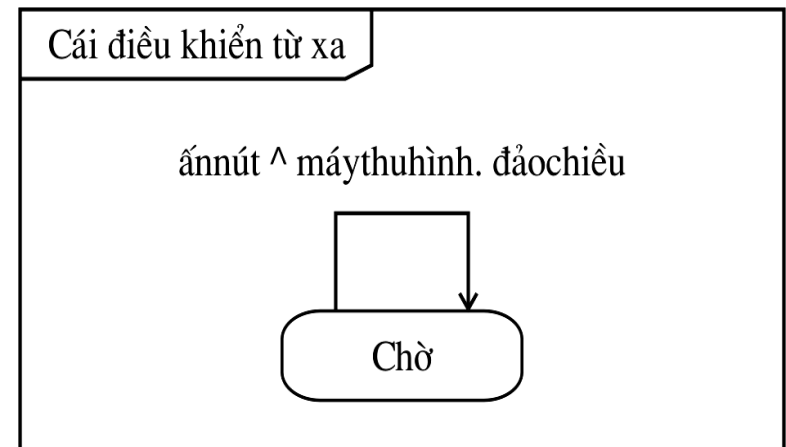 Cái điều khiển từ xa
ấnnút ^ máythuhình. đảochiều
Chờ